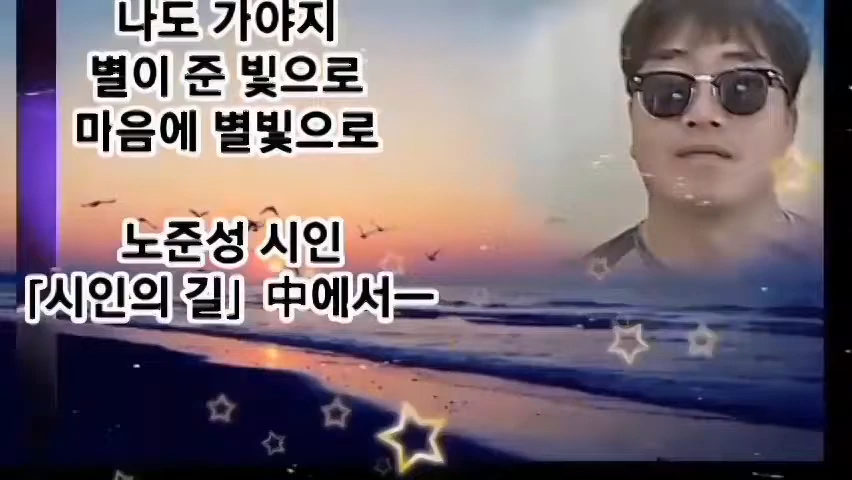 나도 가야지
별이 준 빛으로
마음에 별빛으로
노준성 시인
「시인의 길」 中에서ㅡ